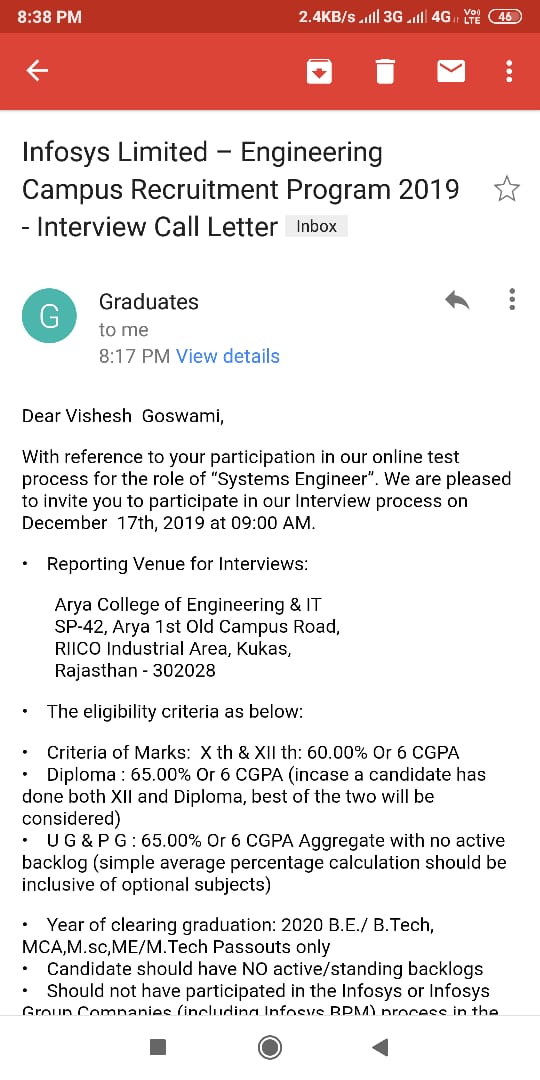 8:38 PM 2.4KB/s 3G 4G Vo) LTE 46
Infosys Limited – Engineering
Campus Recruitment Program 2019
- Interview Call Letter Inbox
G Graduates
to me
8:17 PM View details
Dear Vishesh  Goswami,
With reference to your participation in our online test
process for the role of “Systems Engineer”. We are pleased
to invite you to participate in our Interview process on
December  17th, 2019 at 09:00 AM.
• Reporting Venue for Interviews:
Arya College of Engineering & IT
SP-42, Arya 1st Old Campus Road,
RIICO Industrial Area, Kukas,
Rajasthan - 302028
• The eligibility criteria as below:
• Criteria of Marks:  X th & XII th: 60.00% Or 6 CGPA
• Diploma : 65.00% Or 6 CGPA (incase a candidate has
done both XII and Diploma, best of the two will be
considered)
• U G & P G : 65.00% Or 6 CGPA Aggregate with no active
backlog (simple average percentage calculation should be
inclusive of optional subjects)
• Year of clearing graduation: 2020 B.E./ B.Tech,
MCA,M.sc,ME/M.Tech Passouts only
• Candidate should have NO active/standing backlogs
• Should not have participated in the Infosys or Infosys
Group Companies (including Infosys BPM) process in the